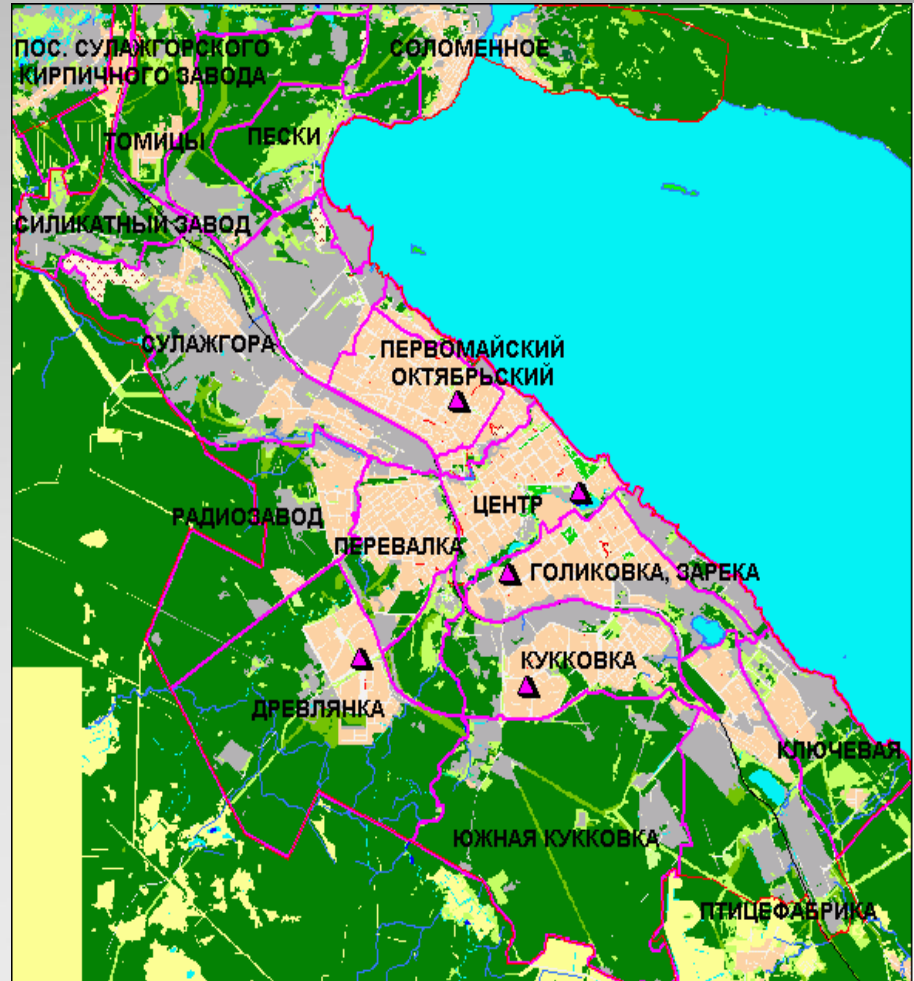 ПОС. СУЛАЖГОРСКОГО
КИРПИЧНОГО ЗАВОДА
СОЛОМЕННОЕ
ТОМИЦЫ
ПЕСКИ
СИЛИКАТНЫЙ ЗАВОД
СУЛАЖГОРА
ПЕРВОМАЙСКИЙ
ОКТЯБРЬСКИЙ
ЦЕНТР
РАДИОЗАВОД
ПЕРЕВАЛКА
ГОЛИКОВКА, ЗАРЕКА
КУККОВКА
ДРЕВЛЯНКА
КЛЮЧЕВАЯ
ЮЖНАЯ КУККОВКА
ПТИЦЕФАБРИКА